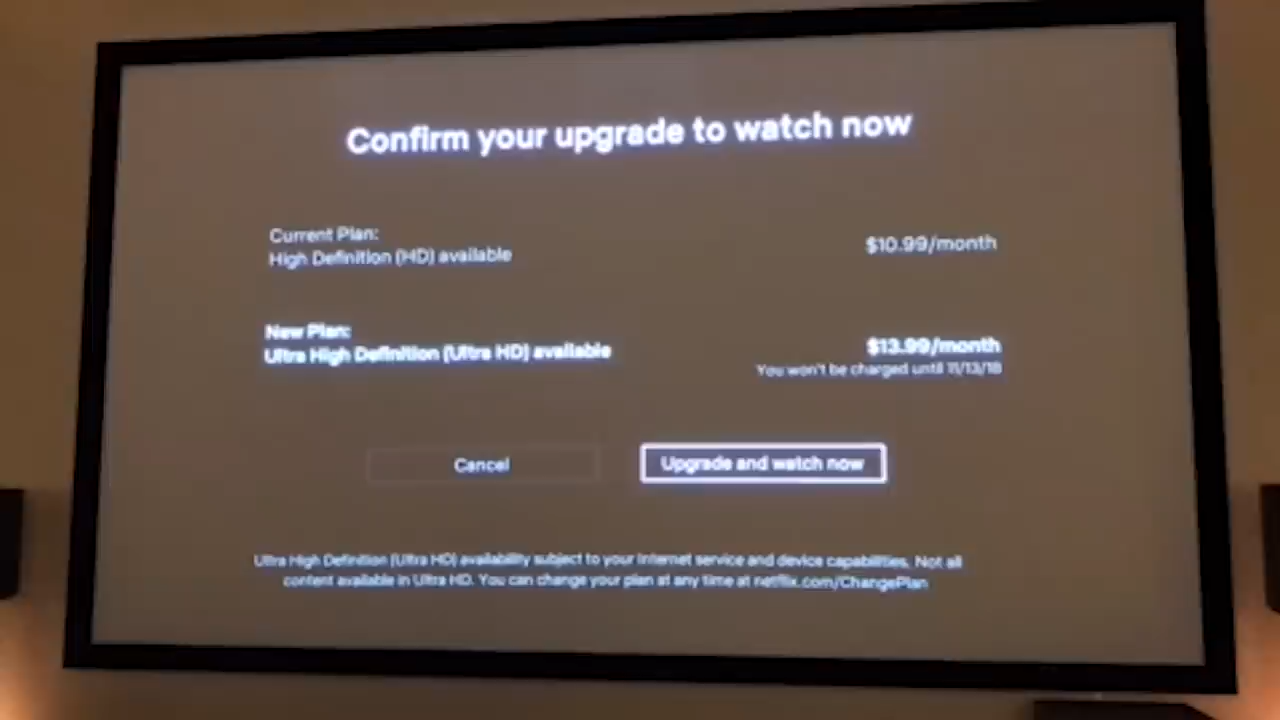 Confirm your upgrade to watch now
Current Plan:
High Definition (HD) available
$10.99/month
New Plan:
Ultra High Definition (Ultra HD) available
$13.99/month
You won't be charged until 11/13/18
Cancel
Upgrade and watch now
Ultra High Definition (Ultra HD) availability subject to your Internet service and device capabilities. Not all
content available in Ultra HD. You can change your plan at any time at netflix.com/ChangePlan